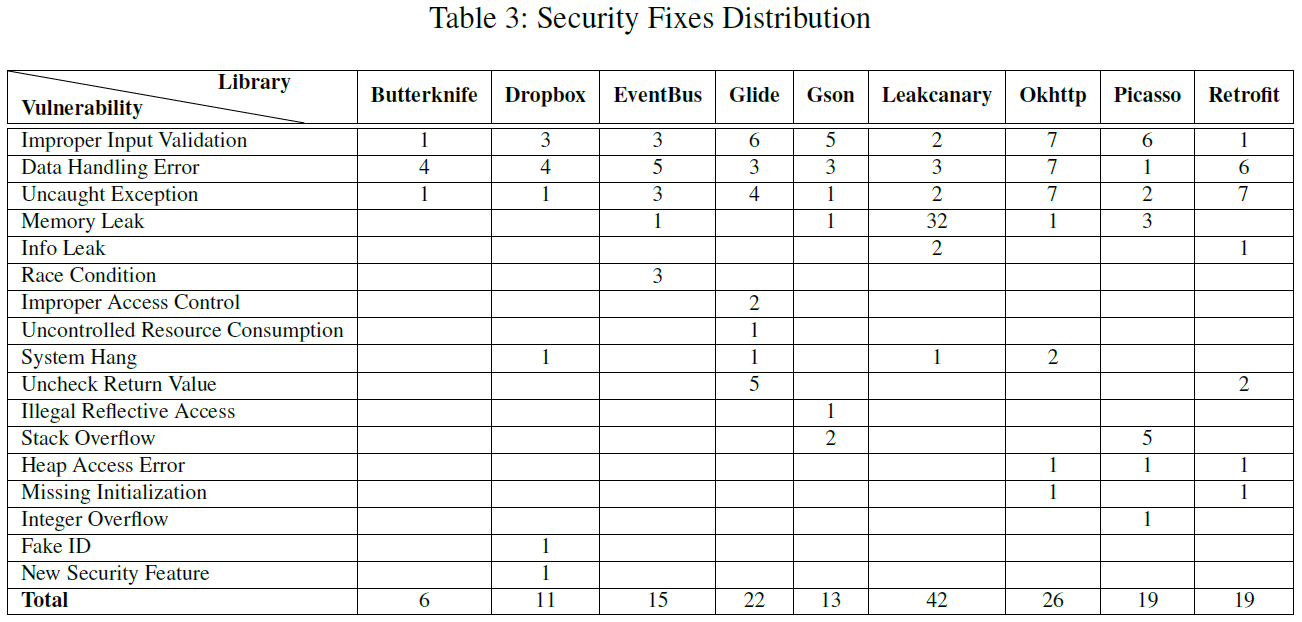 Table 3: Security Fixes Distribution
Library
Vulnerability Butterknife Dropbox EventBus Glide Gson Leakcanary Okhttp Picasso Retrofit
Improper Input Validation 1 3 3 6 5 2 7 6 1
Data Handling Error 4 4 5 3 3 3 7 1 6
Uncaught Exception 1 1 3 4 1 2 7 2 7
Memory Leak 1 1 32 1 3
Info Leak 2 1
Race Condition 3
Improper Access Control 2
Uncontrolled Resource Consumption 1
System Hang 1 1 1 2
Uncheck Return Value 5 2
Illegal Reflective Access 1
Stack Overflow 2 5
Heap Access Error 1 1 1
Missing Initialization 1 1
Integer Overflow 1
Fake ID 1
New Security Feature 1
Total 6 11 15 22 13 42 26 19 19